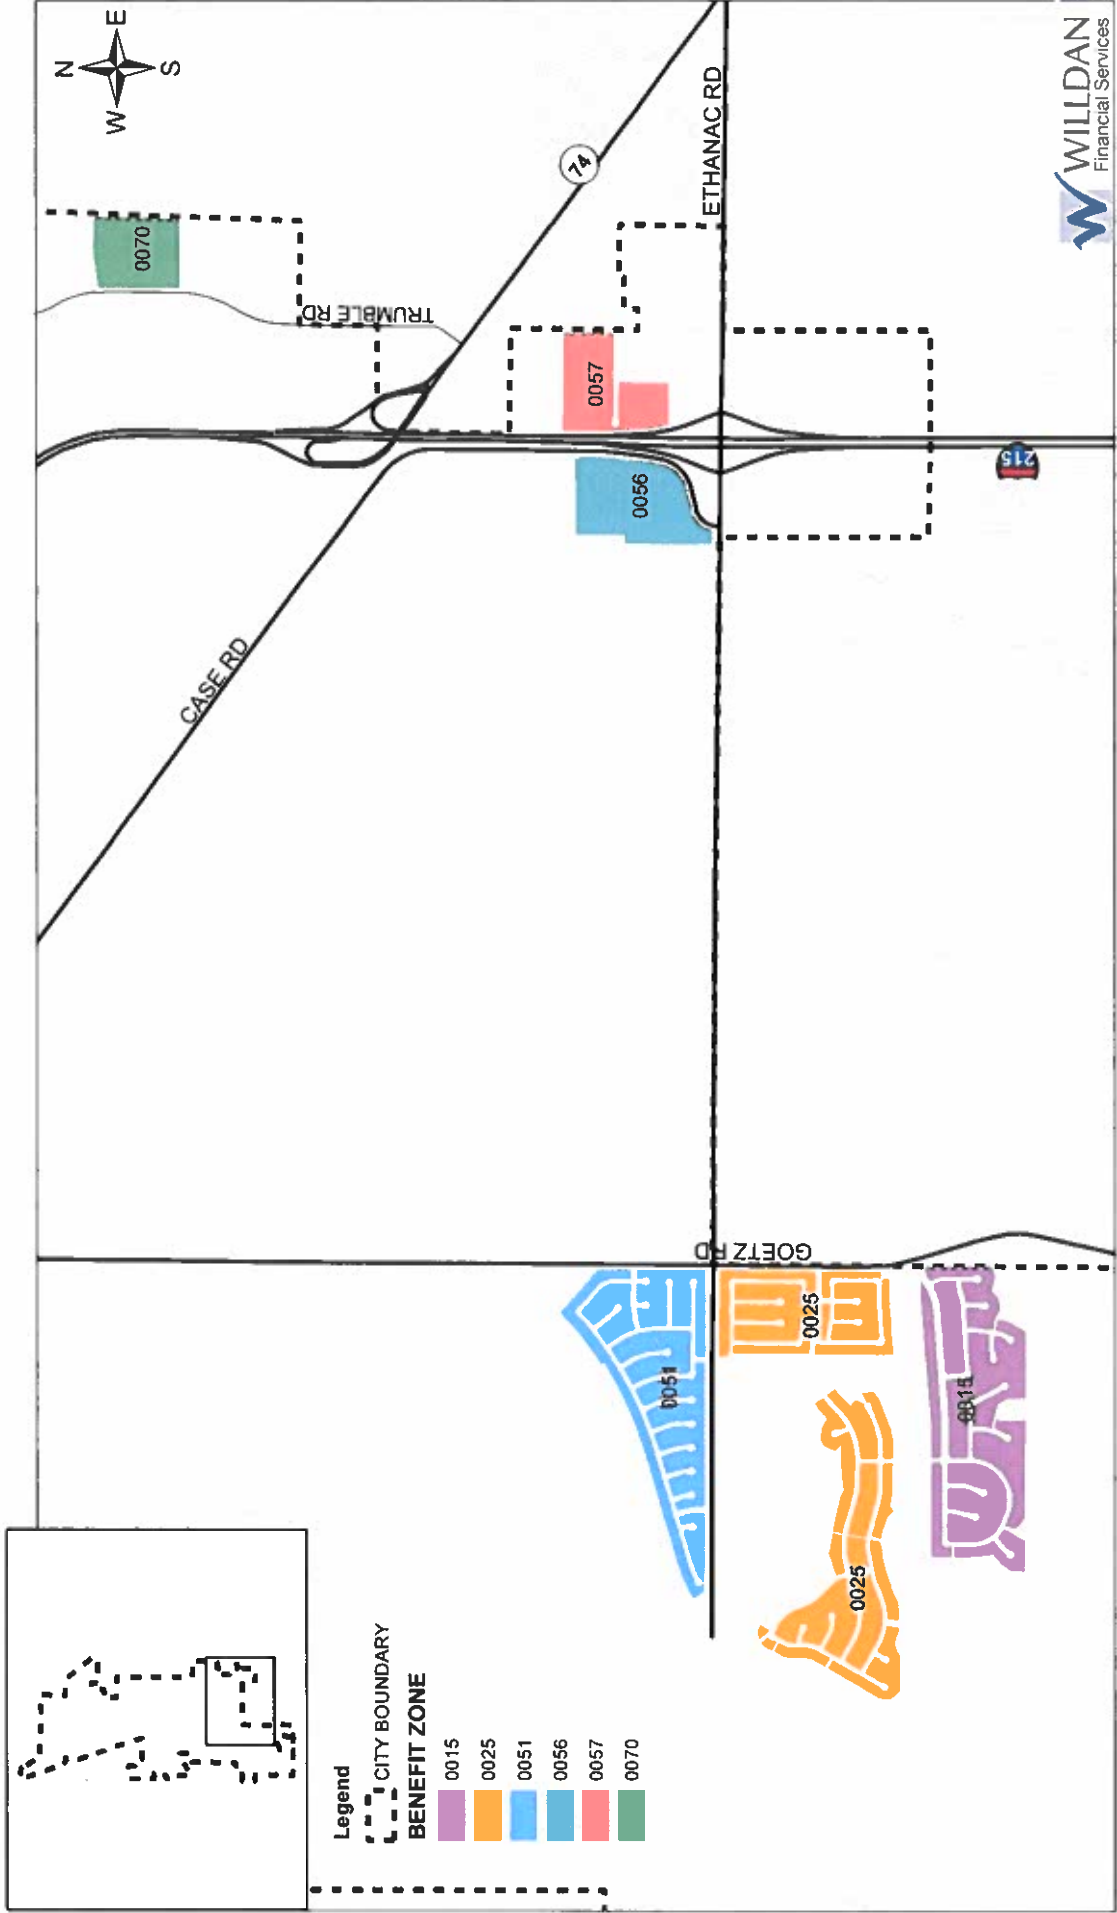 N
W
E
S
0070
TRUMBLE RD
74
ETHANAC RD
0057
0056
215
CASE RD
GOETZ RD
0051
0025
0025
0015
Legend
CITY BOUNDARY
BENEFIT ZONE
0015
0025
0051
0056
0057
0070
WILLDAN
Financial Services